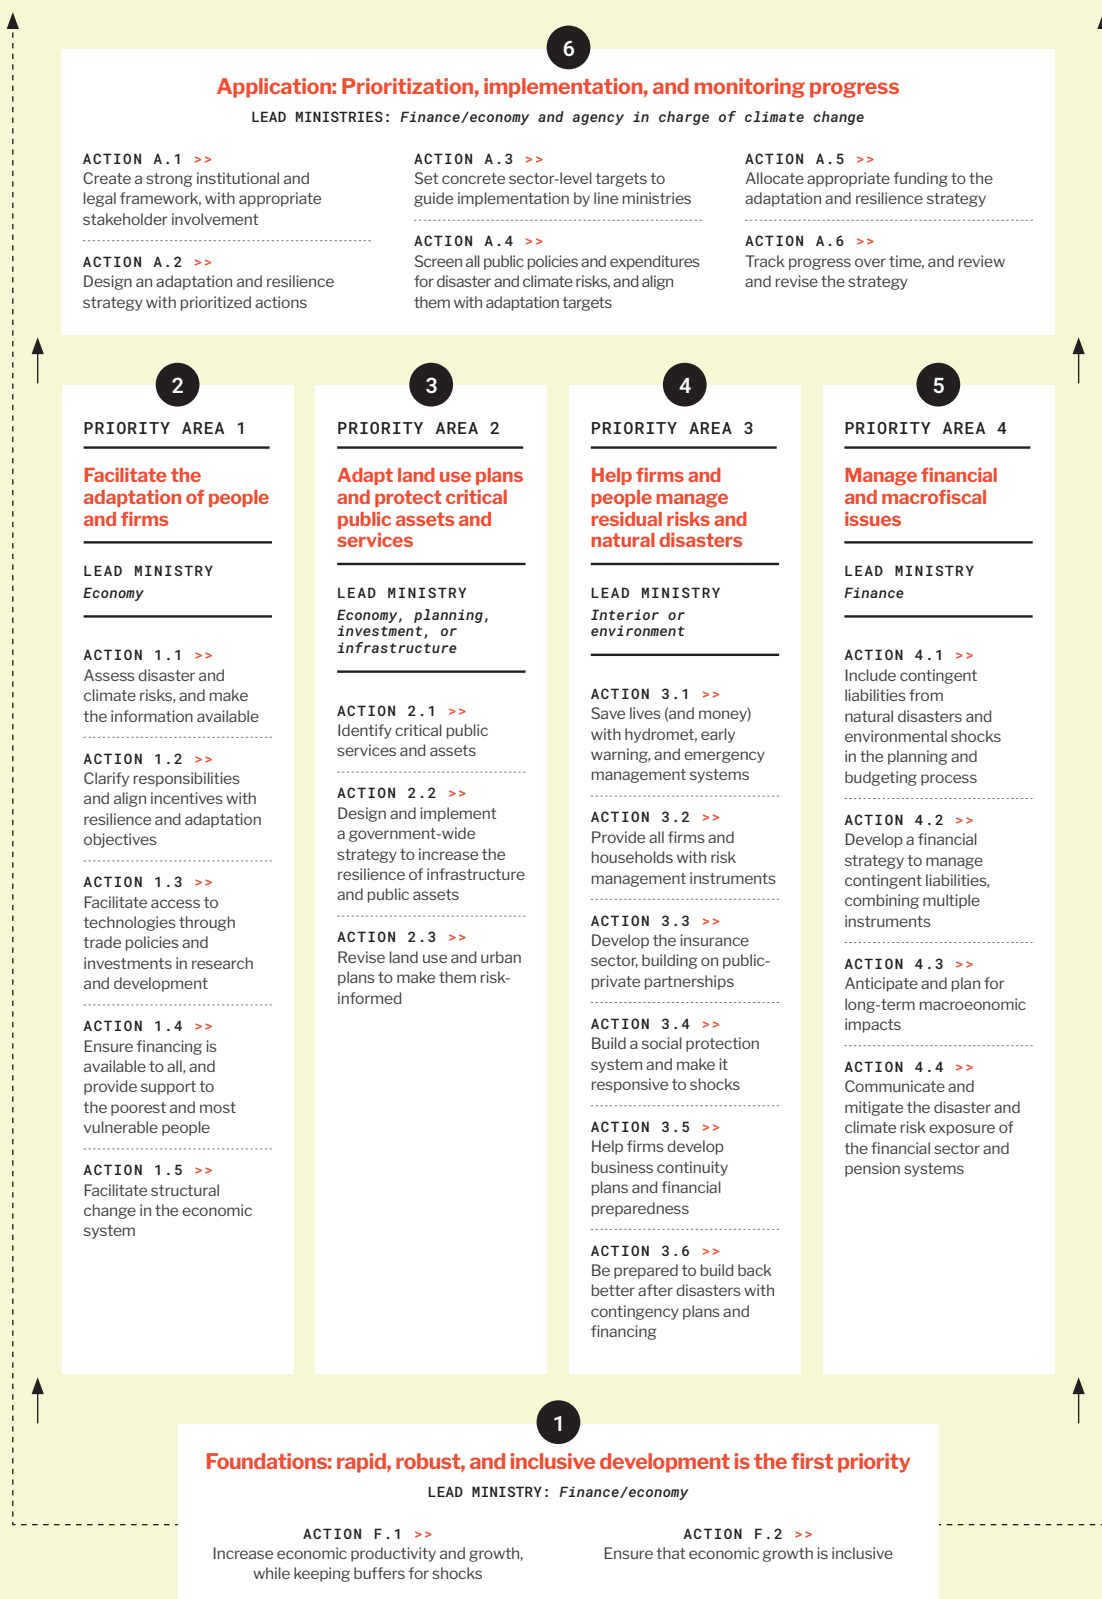 6
Application: Prioritization, implementation, and monitoring progress
LEAD MINISTRIES: Finance/economy and agency in charge of climate change
ACTION A.1 >>
Create a strong institutional and
legal framework, with appropriate
stakeholder involvement
ACTION A.2 >>
Design an adaptation and resilience
strategy with prioritized actions
ACTION A.3 >>
Set concrete sector-level targets to
guide implementation by line ministries
ACTION A.4 >>
Screen all public policies and expenditures
for disaster and climate risks, and align
them with adaptation targets
ACTION A.5 >>
Allocate appropriate funding to the
adaptation and resilience strategy
ACTION A.6 >>
Track progress over time, and review
and revise the strategy
2
PRIORITY AREA 1
Facilitate the
adaptation of people
and firms
LEAD MINISTRY
Economy
ACTION 1.1 >>
Assess disaster and
climate risks, and make
the information available
ACTION 1.2 >>
Clarify responsibilities
and align incentives with
resilience and adaptation
objectives
ACTION 1.3 >>
Facilitate access to
technologies through
trade policies and
investments in research
and development
ACTION 1.4 >>
Ensure financing is
available to all, and
provide support to
the poorest and most
vulnerable people
ACTION 1.5 >>
Facilitate structural
change in the economic
system
3
PRIORITY AREA 2
Adapt land use plans
and protect critical
public assets and
services
LEAD MINISTRY
Economy, planning,
investment, or
infrastructure
ACTION 2.1 >>
Identify critical public
services and assets
ACTION 2.2 >>
Design and implement
a government-wide
strategy to increase the
resilience of infrastructure
and public assets
ACTION 2.3 >>
Revise land use and urban
plans to make them risk-
informed
4
PRIORITY AREA 3
Help firms and
people manage
residual risks and
natural disasters
LEAD MINISTRY
Interior or
environment
ACTION 3.1 >>
Save lives (and money)
with hydromet, early
warning, and emergency
management systems
ACTION 3.2 >>
Provide all firms and
households with risk
management instruments
ACTION 3.3 >>
Develop the insurance
sector, building on public-
private partnerships
ACTION 3.4 >>
Build a social protection
system and make it
responsive to shocks
ACTION 3.5 >>
Help firms develop
business continuity
plans and financial
preparedness
ACTION 3.6 >>
Be prepared to build back
better after disasters with
contingency plans and
financing
5
PRIORITY AREA 4
Manage financial
and macrofiscal
issues
LEAD MINISTRY
Finance
ACTION 4.1 >>
Include contingent
liabilities from
natural disasters and
environmental shocks
in the planning and
budgeting process
ACTION 4.2 >>
Develop a financial
strategy to manage
contingent liabilities,
combining multiple
instruments
ACTION 4.3 >>
Anticipate and plan for
long-term macroeonomic
impacts
ACTION 4.4 >>
Communicate and
mitigate the disaster and
climate risk exposure of
the financial sector and
pension systems
1
Foundations: rapid, robust, and inclusive development is the first priority
LEAD MINISTRY: Finance/economy
ACTION F.1 >>
Increase economic productivity and growth,
while keeping buffers for shocks
ACTION F.2 >>
Ensure that economic growth is inclusive